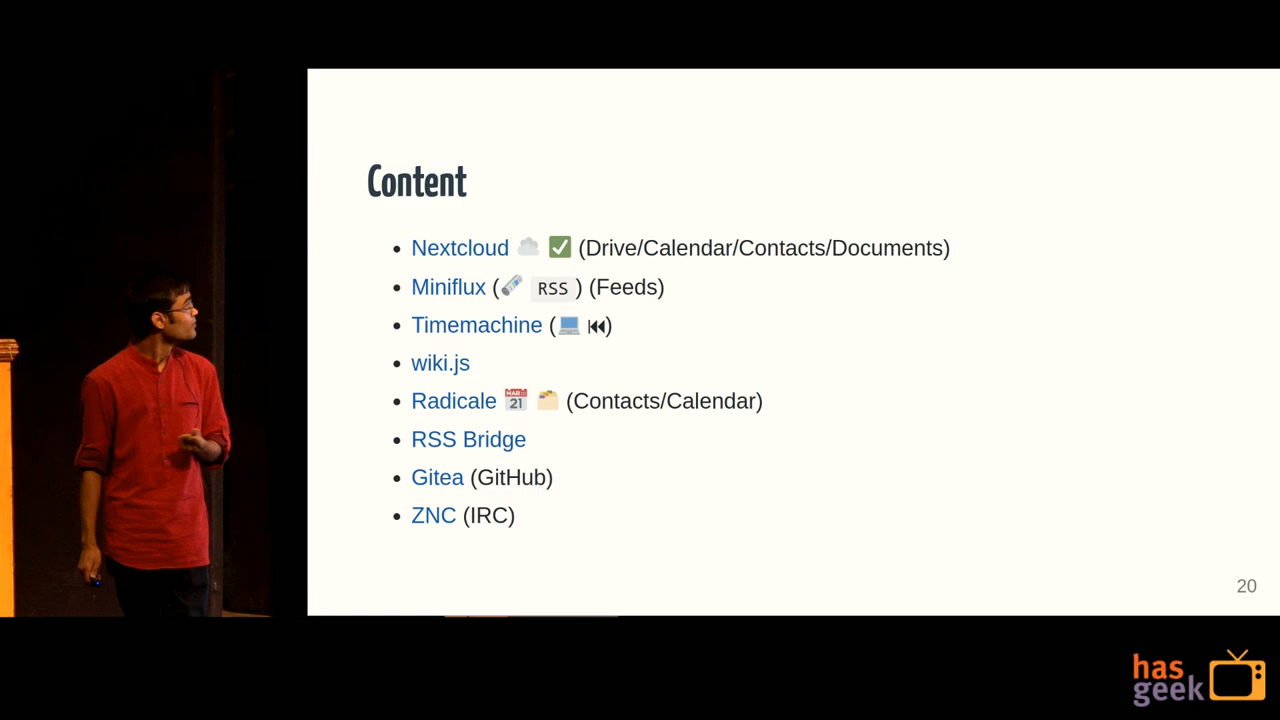 Content
Nextcloud ☁️ ✅ (Drive/Calendar/Contacts/Documents)
Miniflux (🗞️ RSS ) (Feeds)
Timemachine (💻 ⏮)
wiki.js
Radicale 📅 🗂️ (Contacts/Calendar)
RSS Bridge
Gitea (GitHub)
ZNC (IRC)
20
has
geek